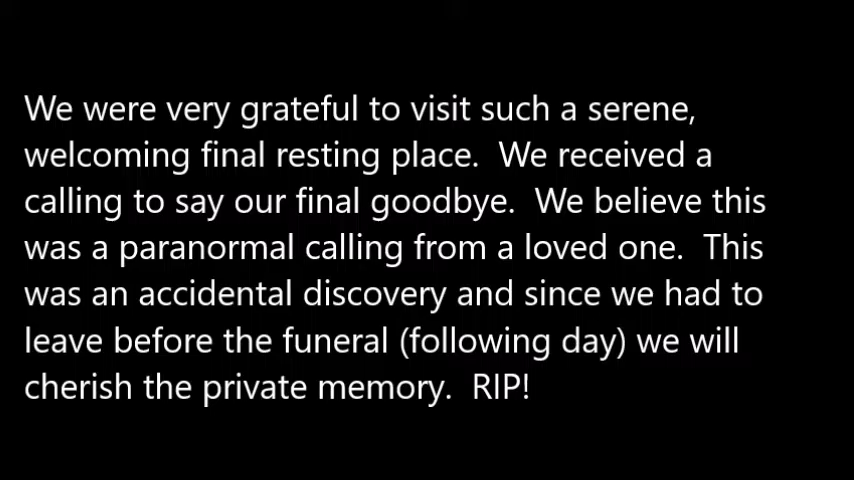 We were very grateful to visit such a serene,
welcoming final resting place.  We received a
calling to say our final goodbye.  We believe this
was a paranormal calling from a loved one.  This
was an accidental discovery and since we had to
leave before the funeral (following day) we will
cherish the private memory.  RIP!